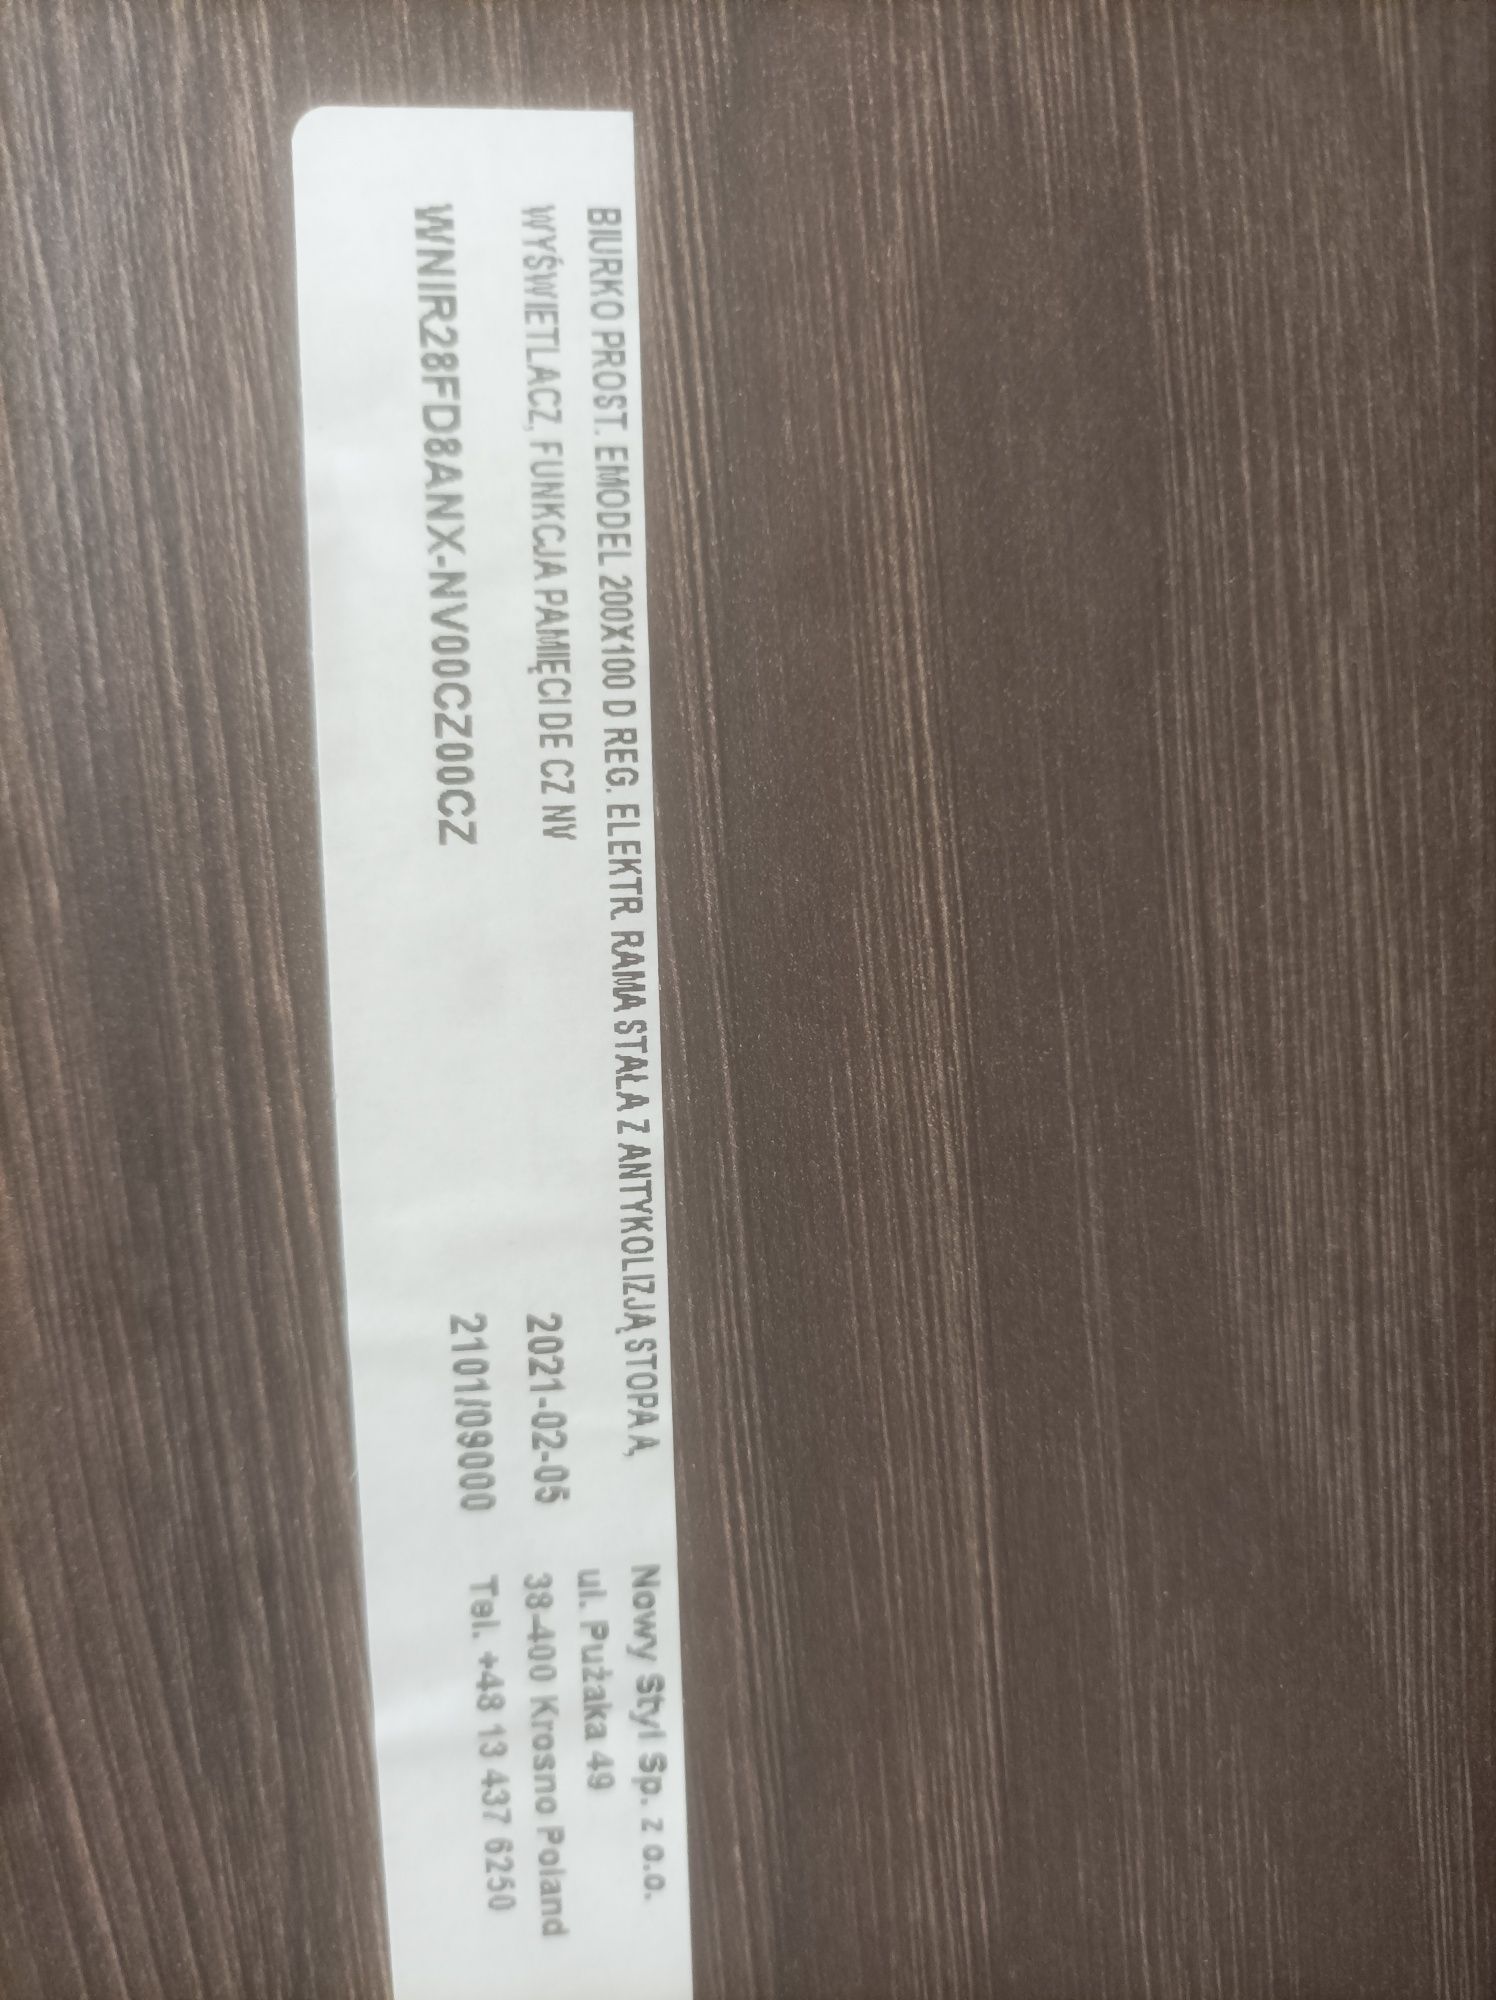 BIURKO PROST. EMODEL 200X100 D REG. ELEKTR. RAMA STAŁA Z ANTYKOLIZJĄ STOPA A,
WYŚWIETLACZ, FUNKCJA PAMIĘCI DE CZ NV
WNIR28FD8ANX-NV00CZ00CZ
2021-02-05
2101/09000
Nowy Styl Sp. z o.o.
ul. Pużaka 49
38-400 Krosno Poland
Tel. +48 13 437 6250